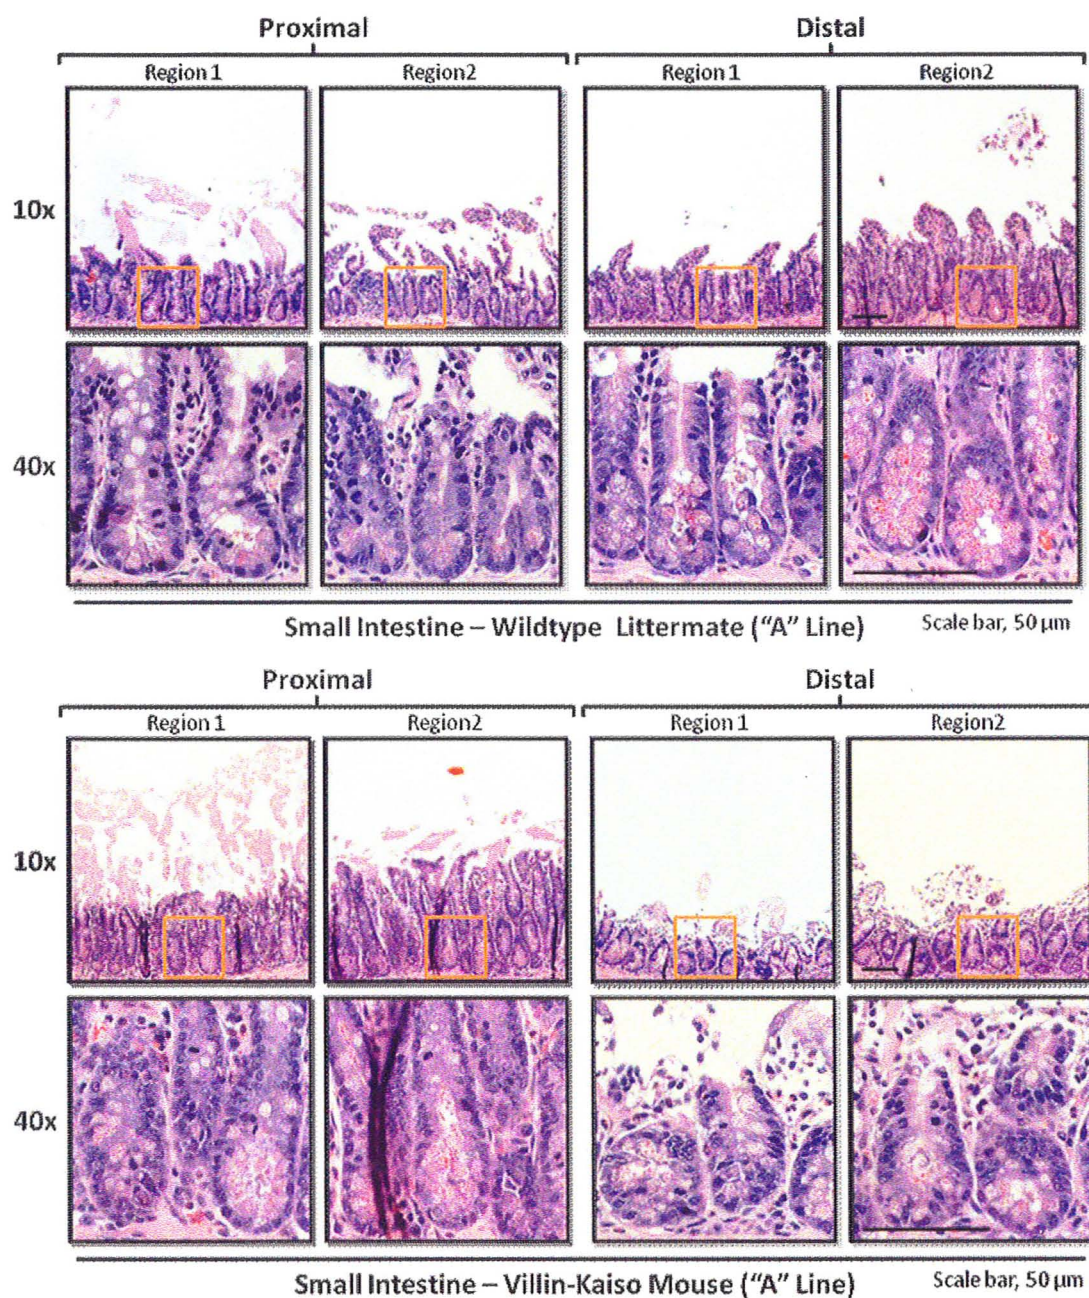 Proximal Distal
Region 1 Region2 Region 1 Region2
10x
40x
Small Intestine – Wildtype Littermate (“A” Line) Scale bar, 50 µm
Proximal Distal
Region 1 Region2 Region 1 Region2
10x
40x
Small Intestine – Villin-Kaiso Mouse (“A” Line) Scale bar, 50 µm